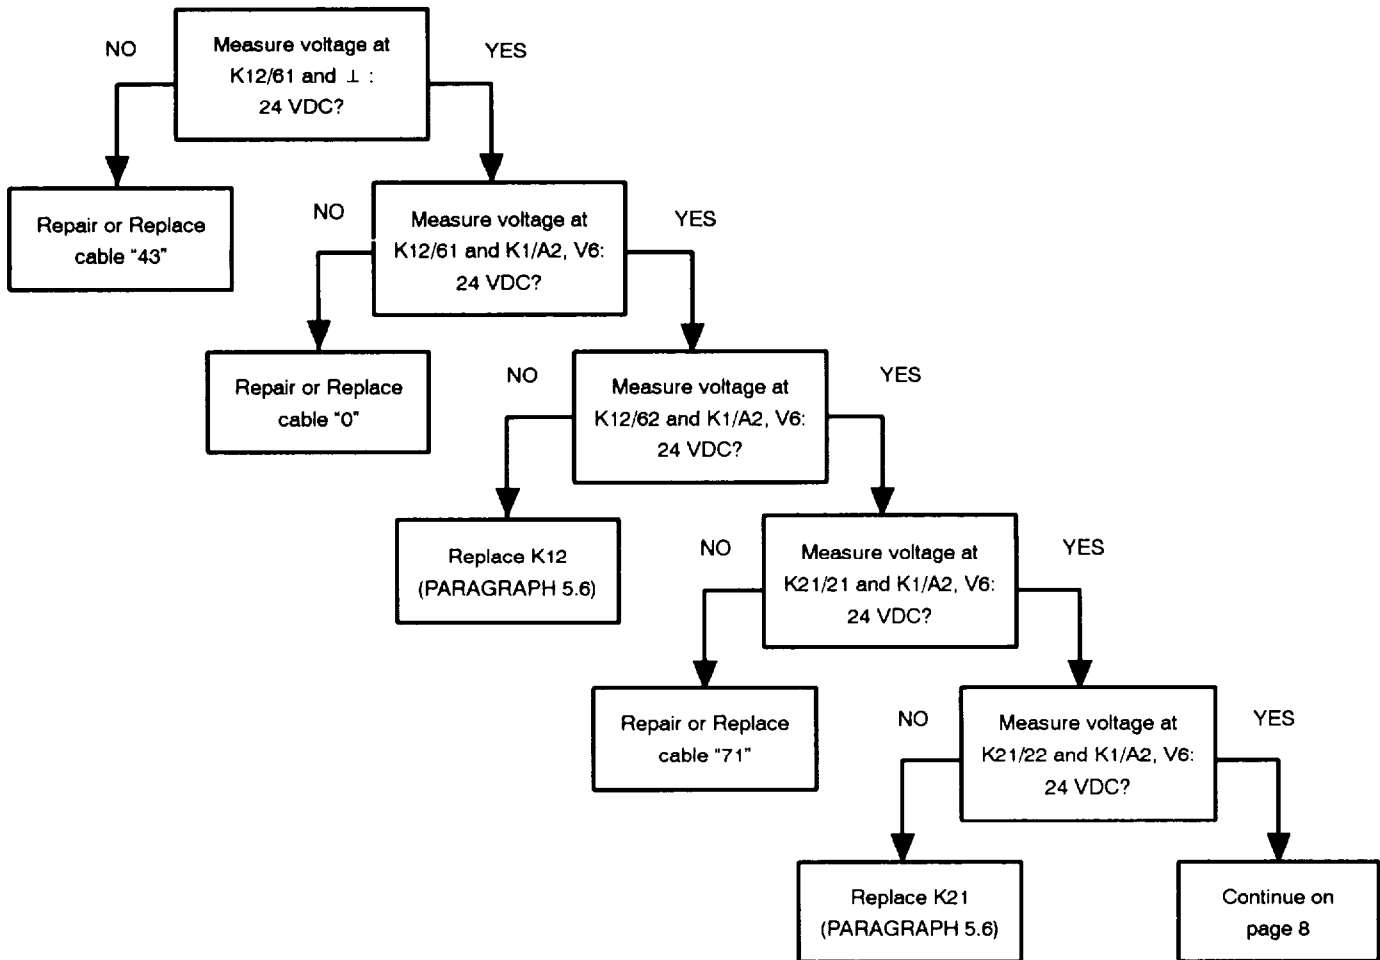 NO
Measure voltage at
K12/61 and ⊥ :
24 VDC?
YES
Repair or Replace
cable "43"
NO
Measure voltage at
K12/61 and K1/A2, V6:
24 VDC?
YES
Repair or Replace
cable "0"
NO
Measure voltage at
K12/62 and K1/A2, V6:
24 VDC?
YES
Replace K12
(PARAGRAPH 5.6)
NO
Measure voltage at
K21/21 and K1/A2, V6:
24 VDC?
YES
Repair or Replace
cable "71"
NO
Measure voltage at
K21/22 and K1/A2, V6:
24 VDC?
YES
Replace K21
(PARAGRAPH 5.6)
Continue on
page 8